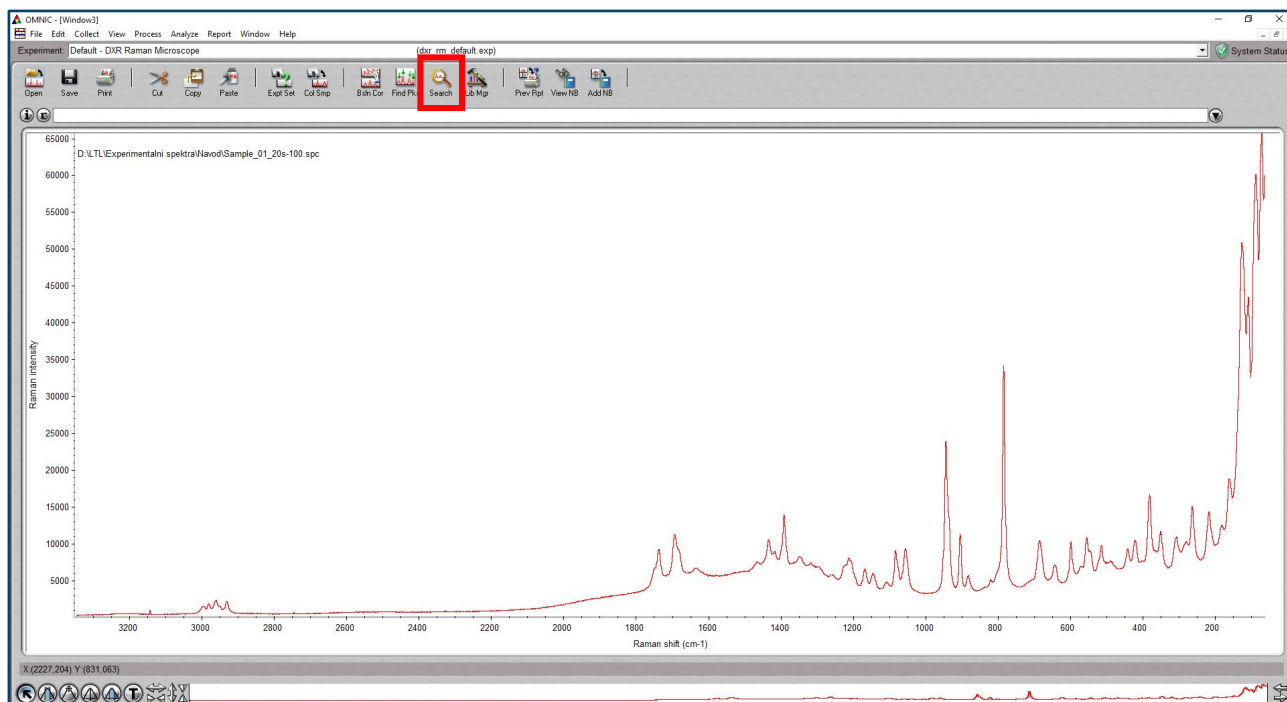 OMNIC - [Window3]
File Edit Collect View Process Analyze Report Window Help
Experiment: Default - DXR Raman Microscope (dxr_rm_default.exp) System Status
Open Save Print Cut Copy Paste Expt Set Col Smp Bsln Cor Find Pks Search Lib Mgr Prev Rpt View NB Add NB
D:\LTL\Experimentalni spektra\Navod\Sample_01_20s-100.spc
65000
60000
55000
50000
45000
40000
35000
30000
25000
20000
15000
10000
5000
Raman intensity
3200 3000 2800 2600 2400 2200 2000 1800 1600 1400 1200 1000 800 600 400 200
Raman shift (cm-1)
X:(2227,204) Y:(831,063)
T